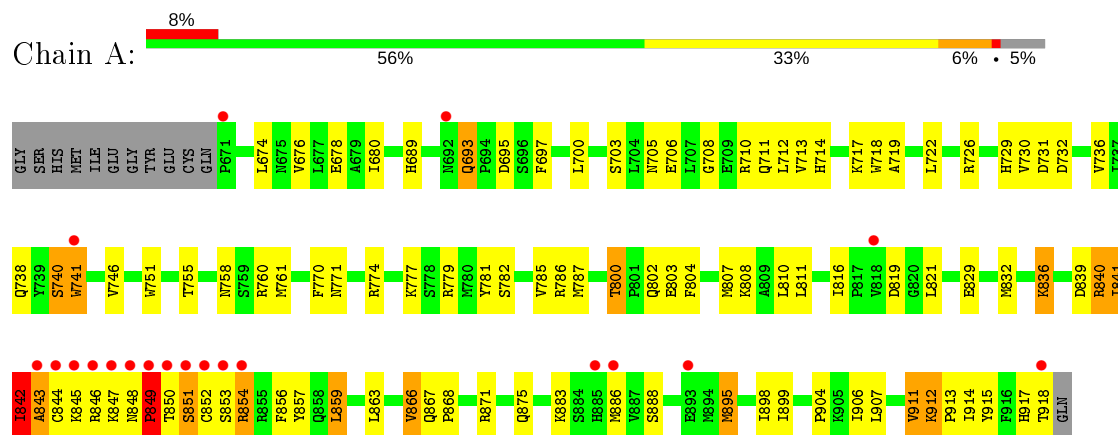 8%
Chain A:
56% 33% 6% • 5%
GLY SER HIS MET ILE GLU GLY TYR GLU CYS GLN P671 L674 N675 V676 L677 E678 A679 I680 H689 N692 Q693 P694 D695 S696 F697 L700 S703 L704 N705 E706 L707 G708 E709 R710 Q711 L712 V713 H714 K717 W718 A719 L722 R726 H729 V730 D731 D732 V736 I737
Q738 Y739 S740 W741 V746 W751 T755 N758 S759 R760 M761 F770 N771 R774 K777 S778 R779 M780 Y781 S782 V785 R786 M787 T800 P801 Q802 E803 F804 M807 K808 A809 L810 L811 I816 P817 V818 D819 G820 L821 E829 M832 K836 D839 R840 I841
I842 A843 C844 K845 R846 K847 N848 P849 T850 S851 C852 S853 R854 R855 F856 Y857 Q858 L859 L863 V866 Q867 P868 R871 Q875 K883 S884 H885 M886 V887 S888 E893 M894 M895 I898 I899 P904 K905 I906 L907 V911 K912 P913 I914 Y915 F916 H917 T918 GLN